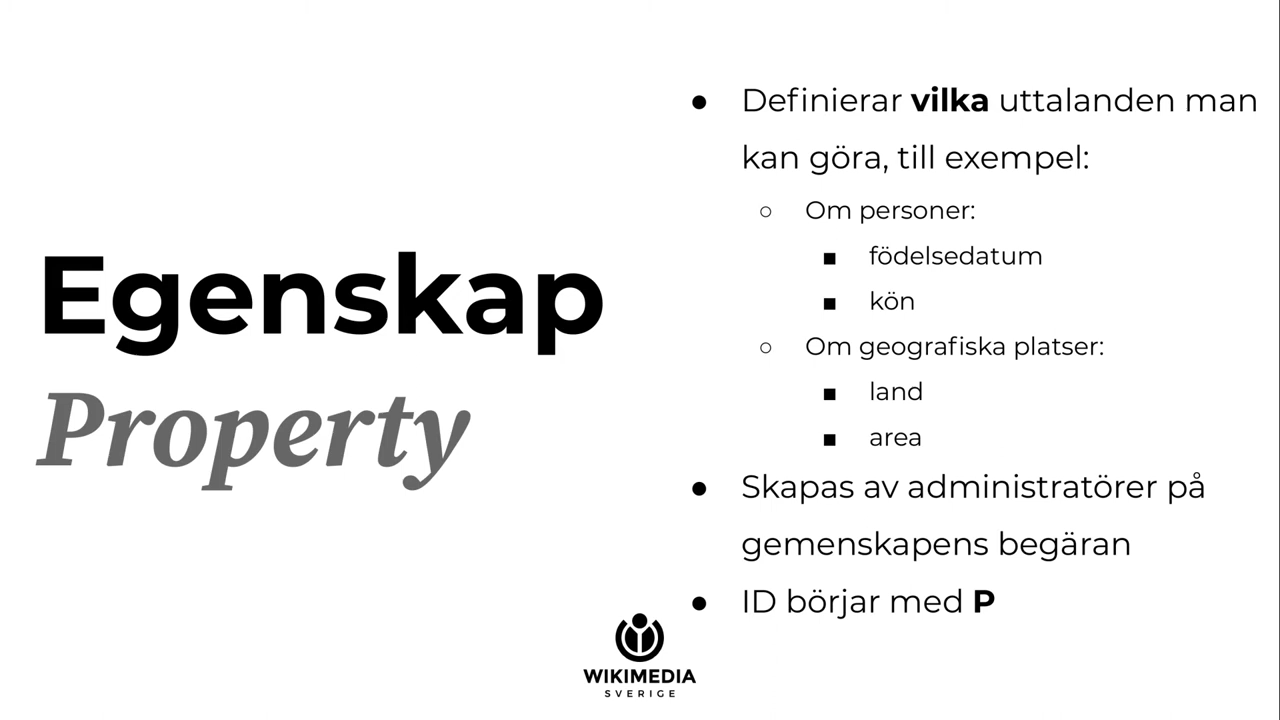 Egenskap
Property
● Definierar vilka uttalanden man
kan göra, till exempel:
○ Om personer:
■ födelsedatum
■ kön
○ Om geografiska platser:
■ land
■ area
● Skapas av administratörer på
gemenskapens begäran
● ID börjar med P
WIKIMEDIA
SVERIGE